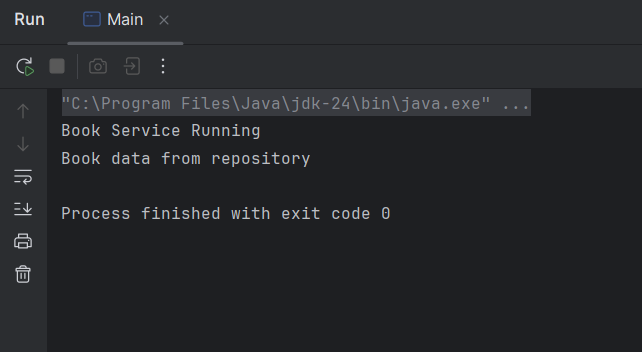 Run Main
"C:\Program Files\Java\jdk-24\bin\java.exe" ...
Book Service Running
Book data from repository
Process finished with exit code 0